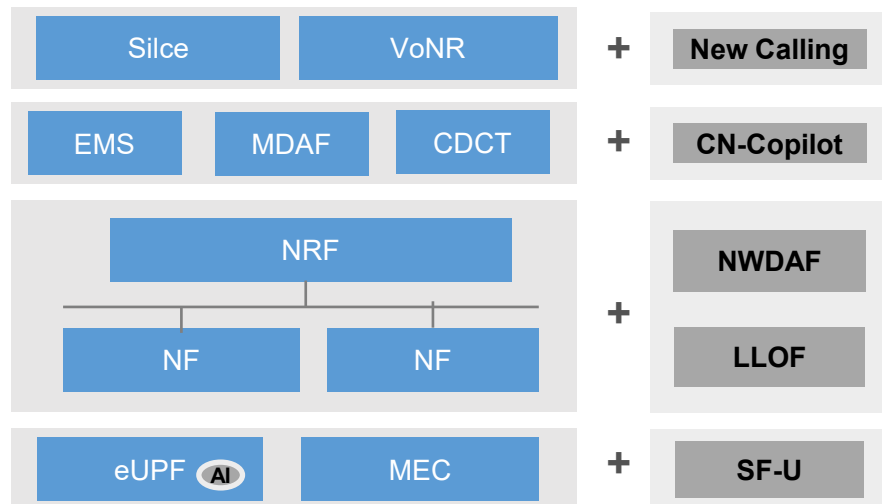 Silce VoNR + New Calling
EMS MDAF CDCT + CN-Copilot
NRF
NWDAF
+
NF NF
LLOF
eUPF AI MEC + SF-U